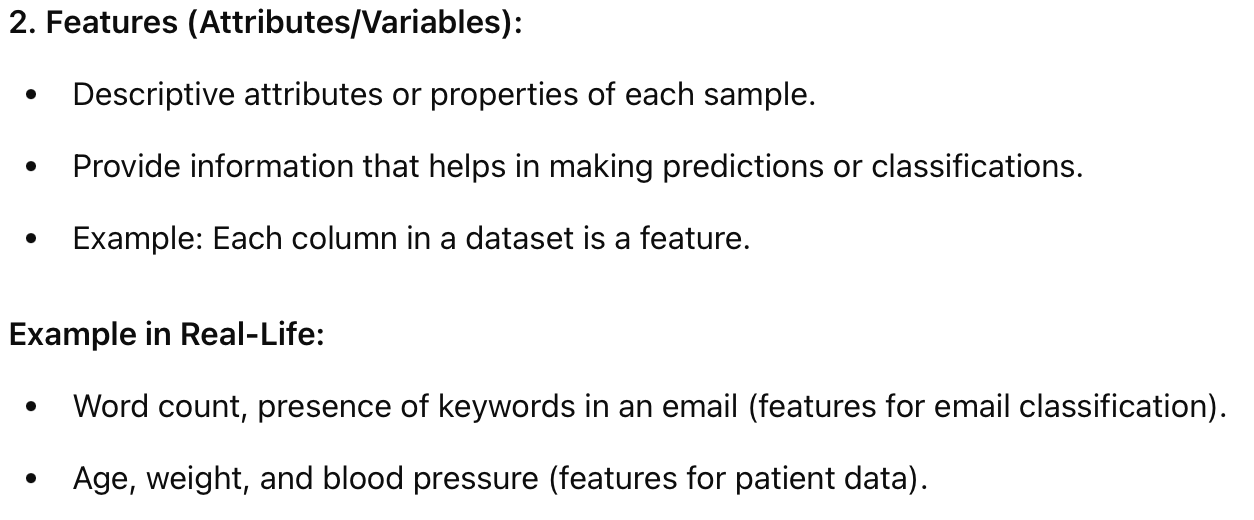 2. Features (Attributes/Variables):
• Descriptive attributes or properties of each sample.
• Provide information that helps in making predictions or classifications.
• Example: Each column in a dataset is a feature.
Example in Real-Life:
• Word count, presence of keywords in an email (features for email classification).
• Age, weight, and blood pressure (features for patient data).